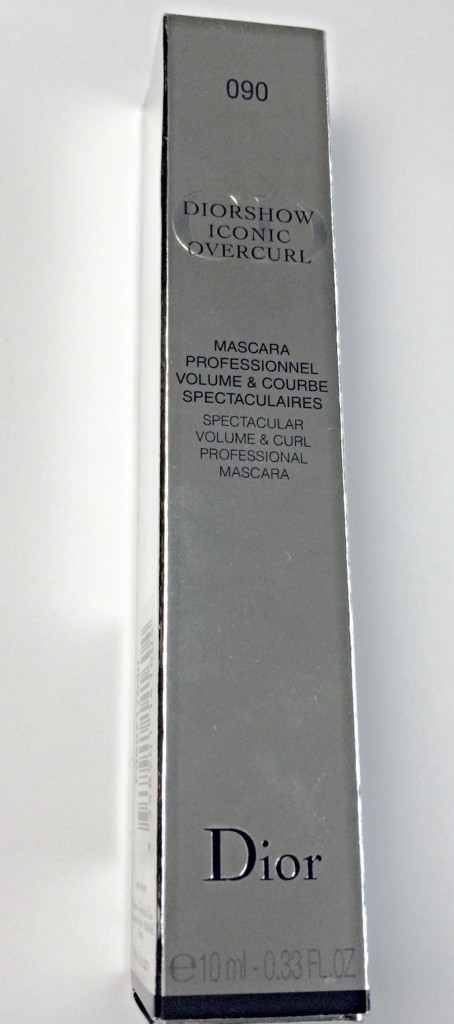 090
DIORSHOW
ICONIC
OVERCURL
MASCARA
PROFESSIONNEL
VOLUME & COURBE
SPECTACULAIRES
SPECTACULAR
VOLUME & CURL
PROFESSIONAL
MASCARA
Dior
℮10 ml - 0.33 FL.OZ